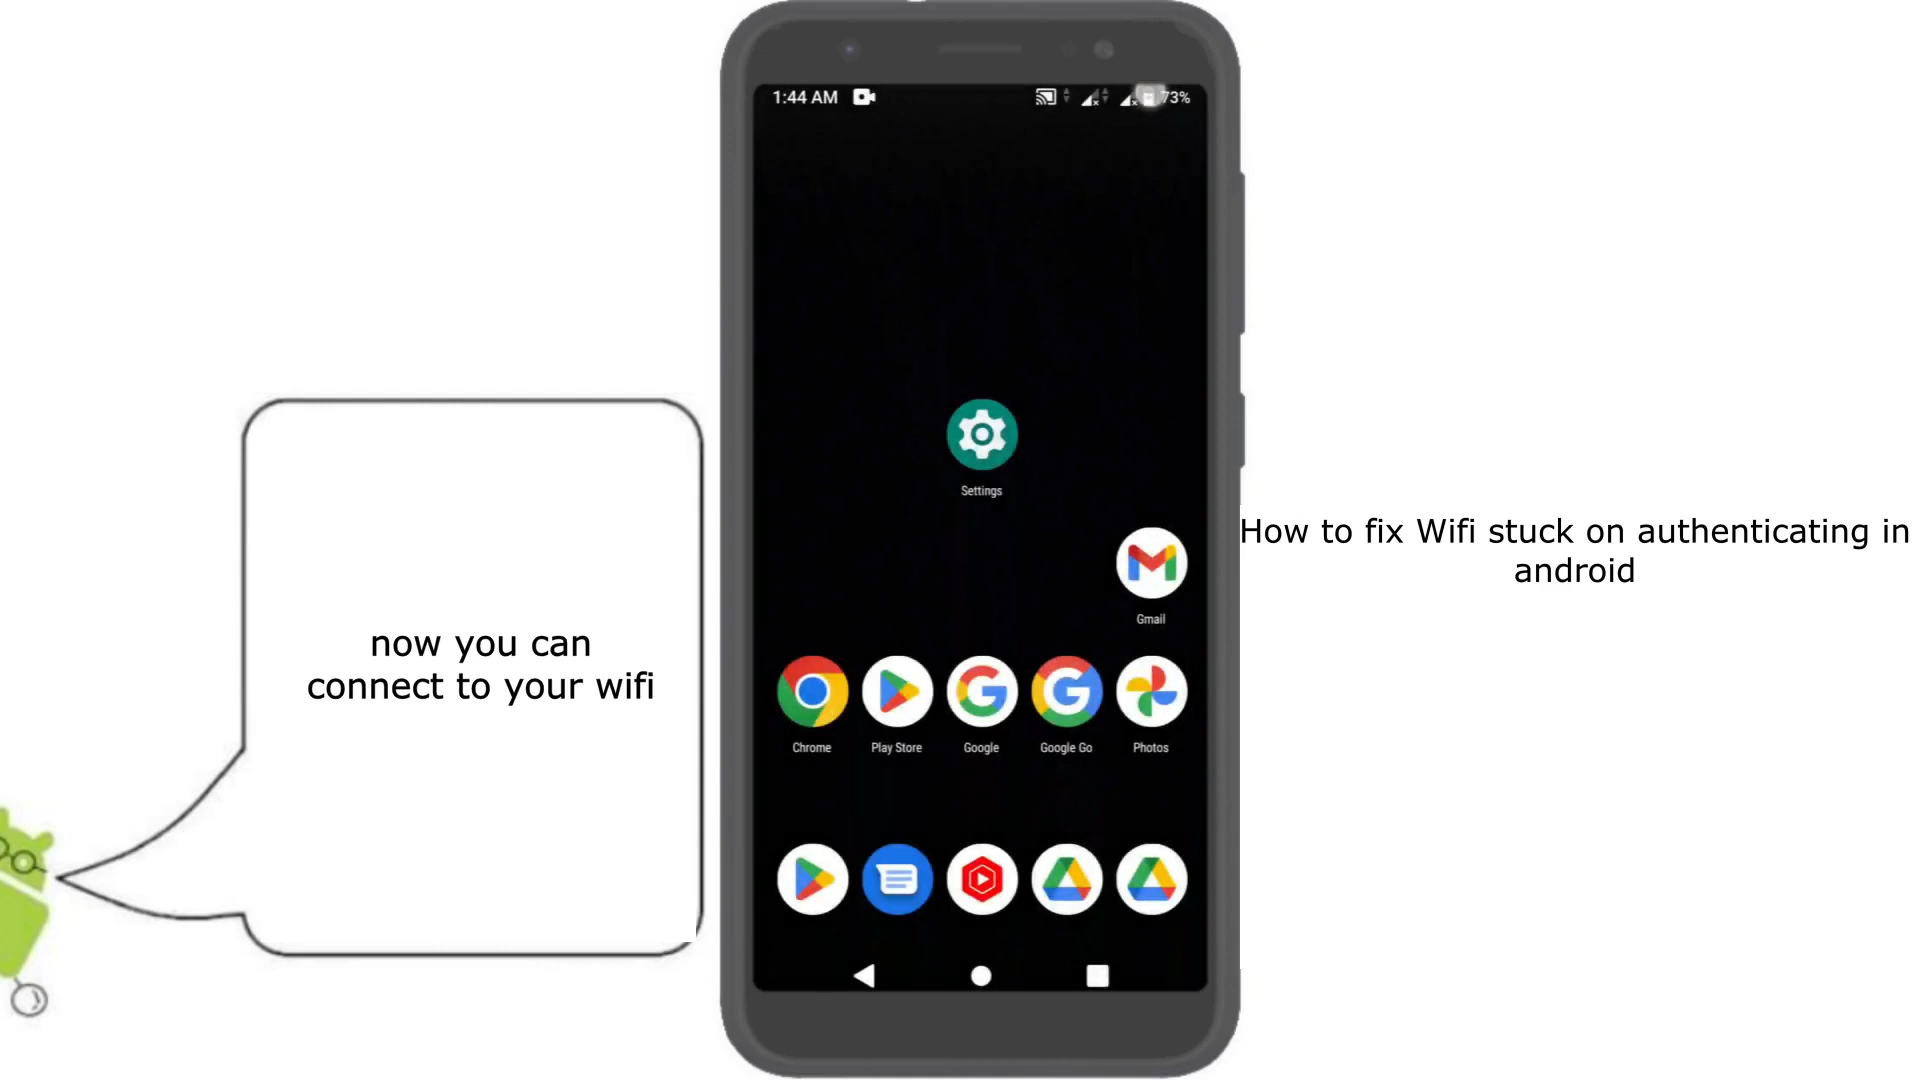 1:44 AM
73%
Settings
Gmail
Chrome
Play Store
Google
Google Go
Photos
now you can
connect to your wifi
How to fix Wifi stuck on authenticating in
android